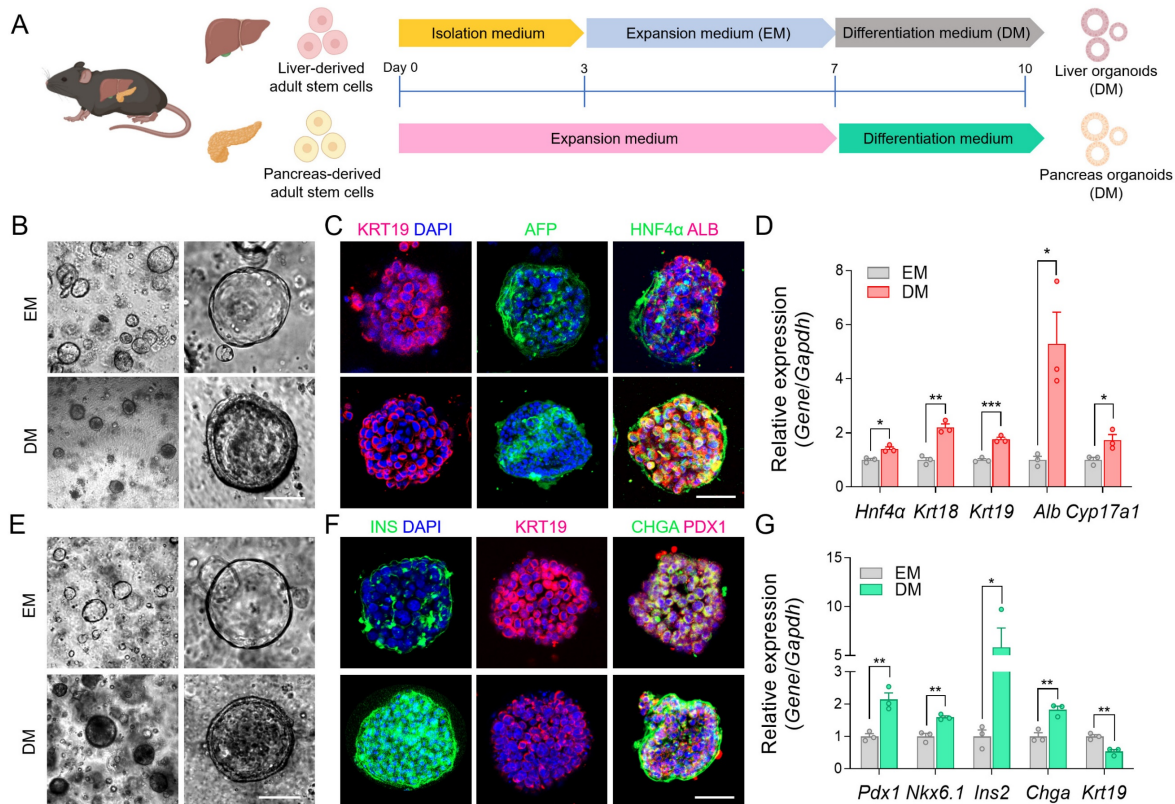 A
Isolation medium
Expansion medium (EM)
Differentiation medium (DM)
Liver-derived
adult stem cells
Day 0
3
7
10
Liver organoids
(DM)
Expansion medium
Differentiation medium
Pancreas-derived
adult stem cells
Pancreas organoids
(DM)
B
EM
DM
C
KRT19 DAPI
AFP
HNF4α ALB
D
Relative expression
(Gene/Gapdh)
8
6
4
2
0
EM
DM
*
**
***
*
*
Hnf4α Krt18 Krt19 Alb Cyp17a1
E
EM
DM
F
INS DAPI
KRT19
CHGA PDX1
G
Relative expression
(Gene/Gapdh)
15
10
5
3
2
1
0
EM
DM
**
**
*
**
**
Pdx1 Nkx6.1 Ins2 Chga Krt19